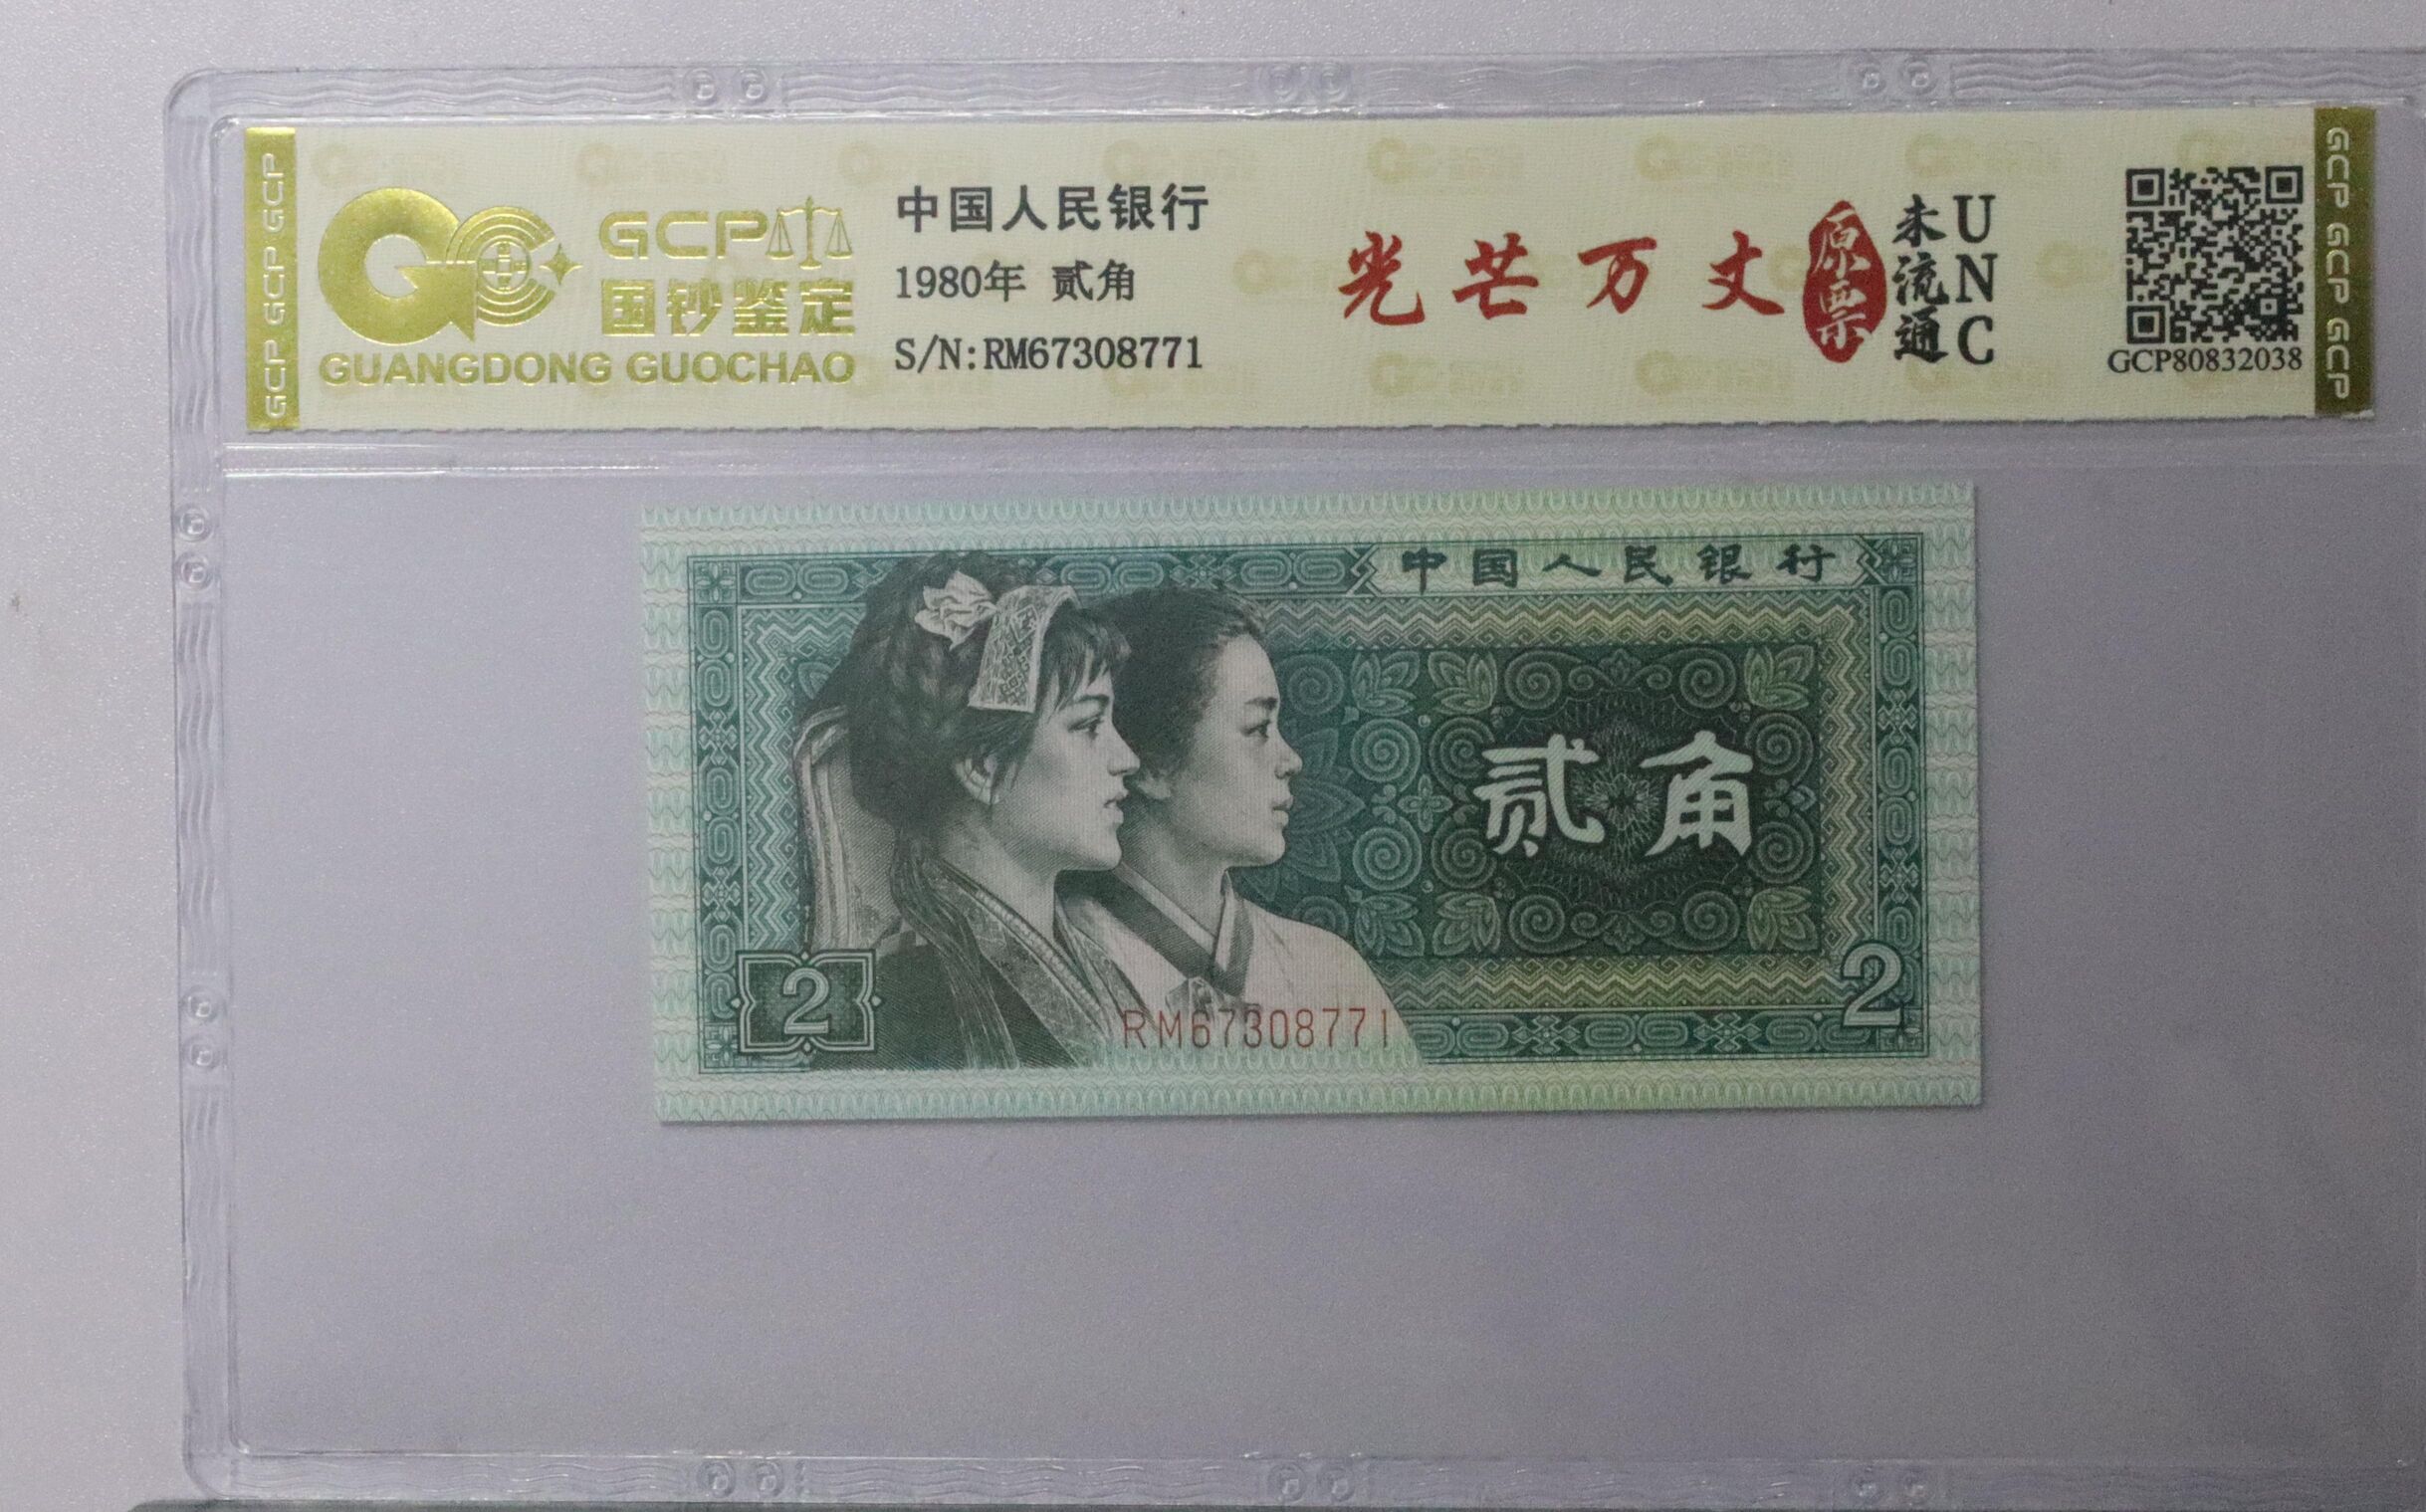 GCP GCP GCP
GCP
国钞鉴定
GUANGDONG GUOCHAO
中国人民银行
1980年 贰角
S/N:RM67308771
光芒万丈
原票
未流通
UNC
GCP80832038
GCP GCP GCP
中国人民银行
贰角
2
2
RM67308771